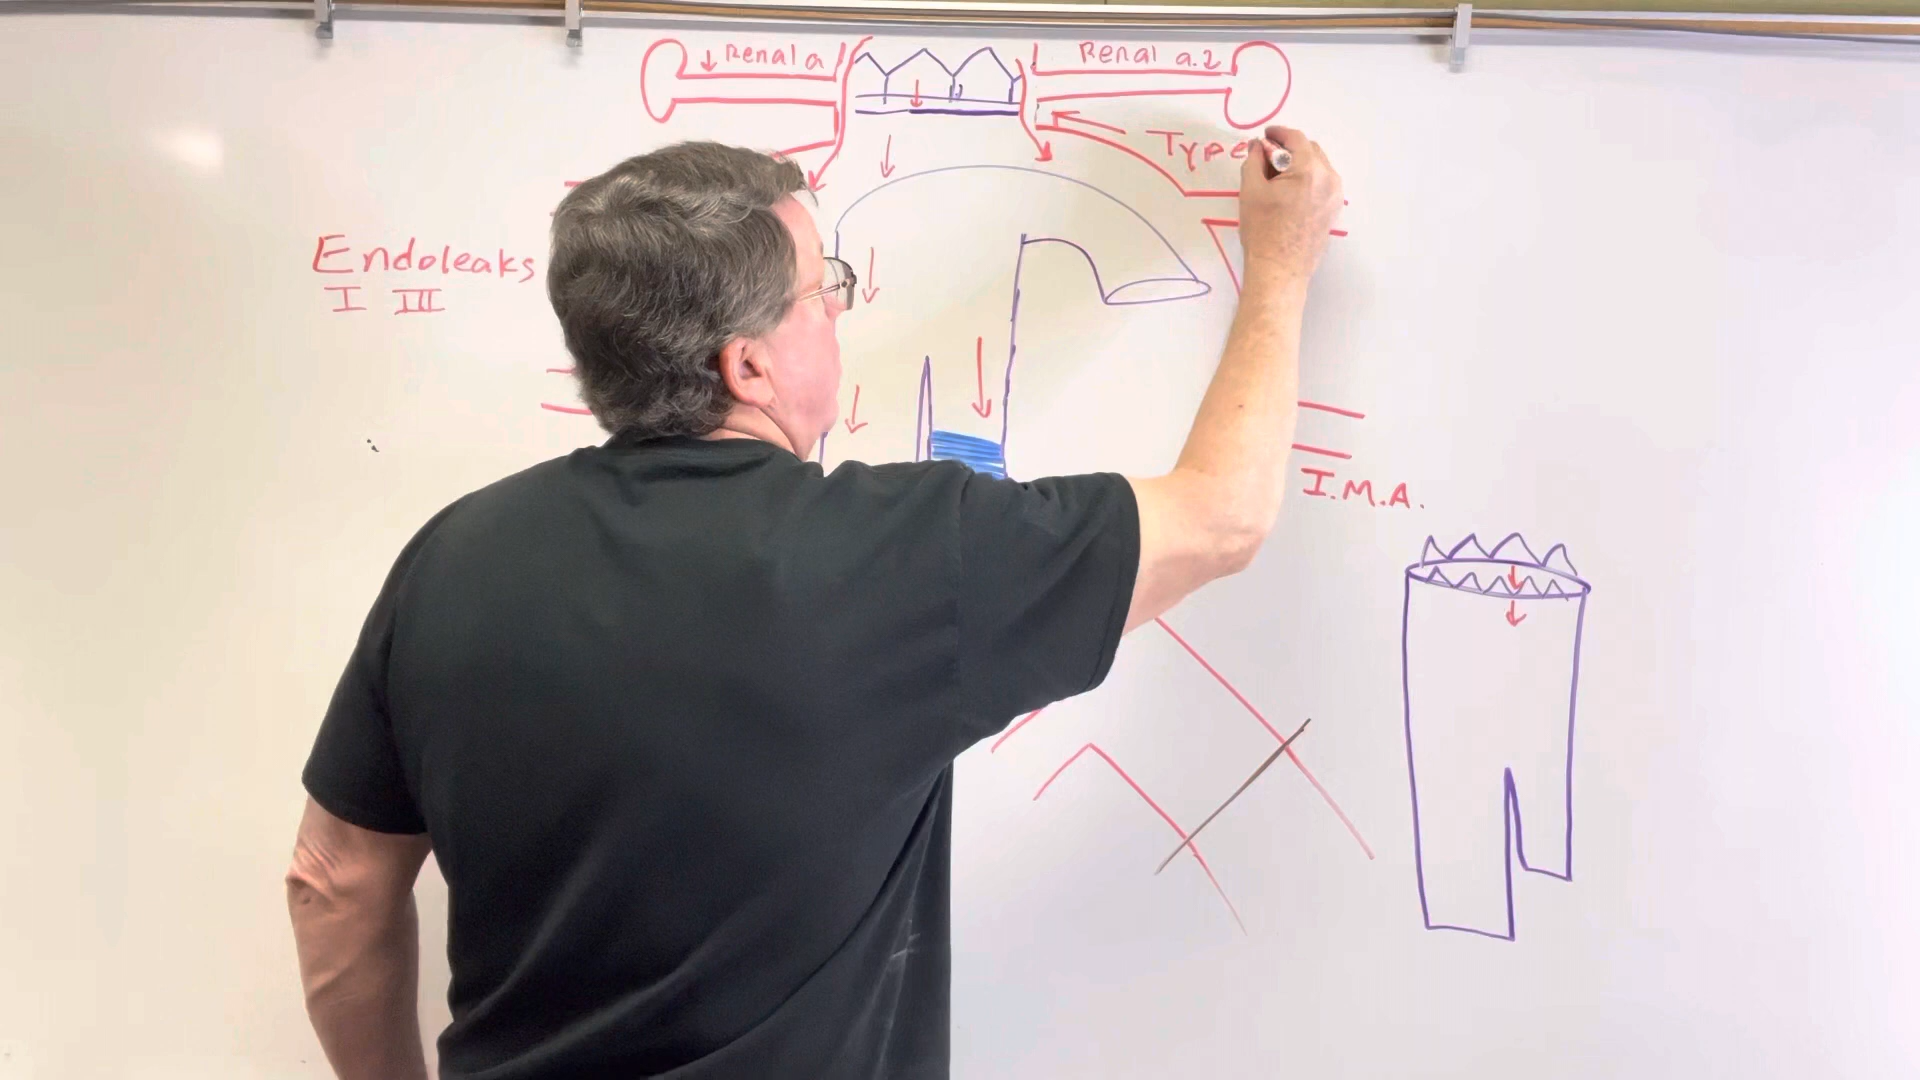 Renal a
Renal a.2
Type
Endoleaks
I III
I.M.A.